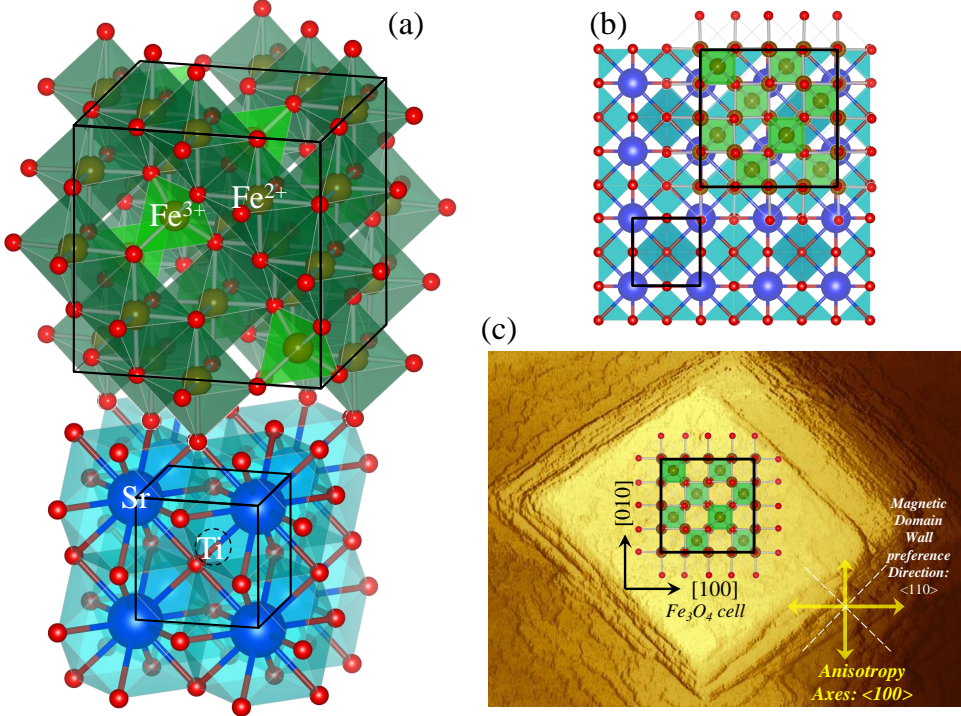 (a)
Fe3+
Fe2+
Sr
Ti
(b)
(c)
[010]
[100]
Fe3O4 cell
Magnetic
Domain
Wall
preference
Direction:
<110>
Anisotropy
Axes: <100>